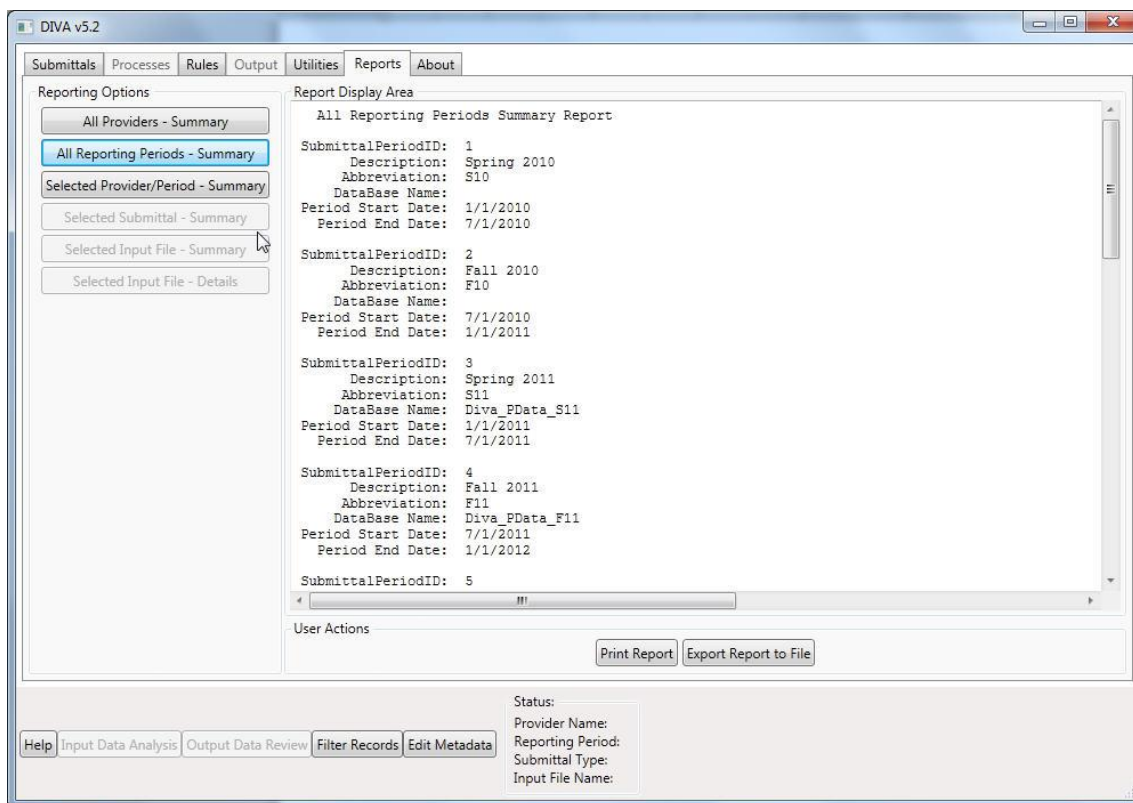 DIVA v5.2
Submittals Processes Rules Output Utilities Reports About
Reporting Options
All Providers - Summary
All Reporting Periods - Summary
Selected Provider/Period - Summary
Selected Submittal - Summary
Selected Input File - Summary
Selected Input File - Details
Report Display Area
All Reporting Periods Summary Report
SubmittalPeriodID: 1
Description: Spring 2010
Abbreviation: S10
DataBase Name:
Period Start Date: 1/1/2010
Period End Date: 7/1/2010
SubmittalPeriodID: 2
Description: Fall 2010
Abbreviation: F10
DataBase Name:
Period Start Date: 7/1/2010
Period End Date: 1/1/2011
SubmittalPeriodID: 3
Description: Spring 2011
Abbreviation: S11
DataBase Name: Diva_PData_S11
Period Start Date: 1/1/2011
Period End Date: 7/1/2011
SubmittalPeriodID: 4
Description: Fall 2011
Abbreviation: F11
DataBase Name: Diva_PData_F11
Period Start Date: 7/1/2011
Period End Date: 1/1/2012
SubmittalPeriodID: 5
User Actions
Print Report Export Report to File
Help Input Data Analysis Output Data Review Filter Records Edit Metadata
Status:
Provider Name:
Reporting Period:
Submittal Type:
Input File Name: